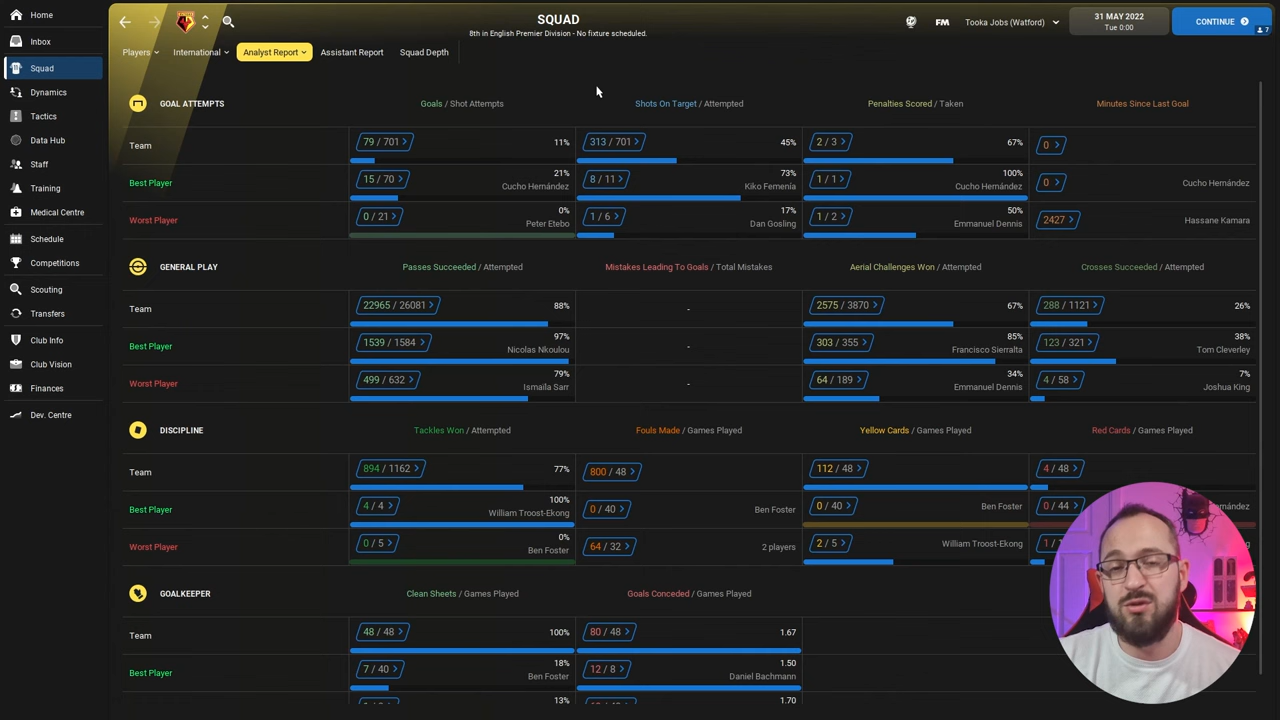 Home
Inbox
Squad
Dynamics
Tactics
Data Hub
Staff
Training
Medical Centre
Schedule
Competitions
Scouting
Transfers
Club Info
Club Vision
Finances
Dev. Centre
SQUAD
8th in English Premier Division - No fixture scheduled.
FM
Tooka Jobs (Watford)
31 MAY 2022
Tue 0:00
CONTINUE
7
Players
International
Analyst Report
Assistant Report
Squad Depth
GOAL ATTEMPTS
Goals / Shot Attempts
Shots On Target / Attempted
Penalties Scored / Taken
Minutes Since Last Goal
Team
79 / 701
11%
313 / 701
45%
2 / 3
67%
0
Best Player
15 / 70
21%
Cucho Hernández
8 / 11
73%
Kiko Femenía
1 / 1
100%
Cucho Hernández
0
Cucho Hernández
Worst Player
0 / 21
0%
Peter Etebo
1 / 6
17%
Dan Gosling
1 / 2
50%
Emmanuel Dennis
2427
Hassane Kamara
GENERAL PLAY
Passes Succeeded / Attempted
Mistakes Leading To Goals / Total Mistakes
Aerial Challenges Won / Attempted
Crosses Succeeded / Attempted
Team
22965 / 26081
88%
-
2575 / 3870
67%
288 / 1121
26%
Best Player
1539 / 1584
97%
Nicolas Nkoulou
-
303 / 355
85%
Francisco Sierralta
123 / 321
38%
Tom Cleverley
Worst Player
499 / 632
79%
Ismaïla Sarr
-
64 / 189
34%
Emmanuel Dennis
4 / 58
7%
Joshua King
DISCIPLINE
Tackles Won / Attempted
Fouls Made / Games Played
Yellow Cards / Games Played
Red Cards / Games Played
Team
894 / 1162
77%
800 / 48
112 / 48
4 / 48
Best Player
4 / 4
100%
William Troost-Ekong
0 / 40
Ben Foster
0 / 40
Ben Foster
0 / 44
Worst Player
0 / 5
0%
Ben Foster
64 / 32
2 players
2 / 5
William Troost-Ekong
GOALKEEPER
Clean Sheets / Games Played
Goals Conceded / Games Played
Team
48 / 48
100%
80 / 48
1.67
Best Player
7 / 40
18%
Ben Foster
12 / 8
1.50
Daniel Bachmann
13%
1.70